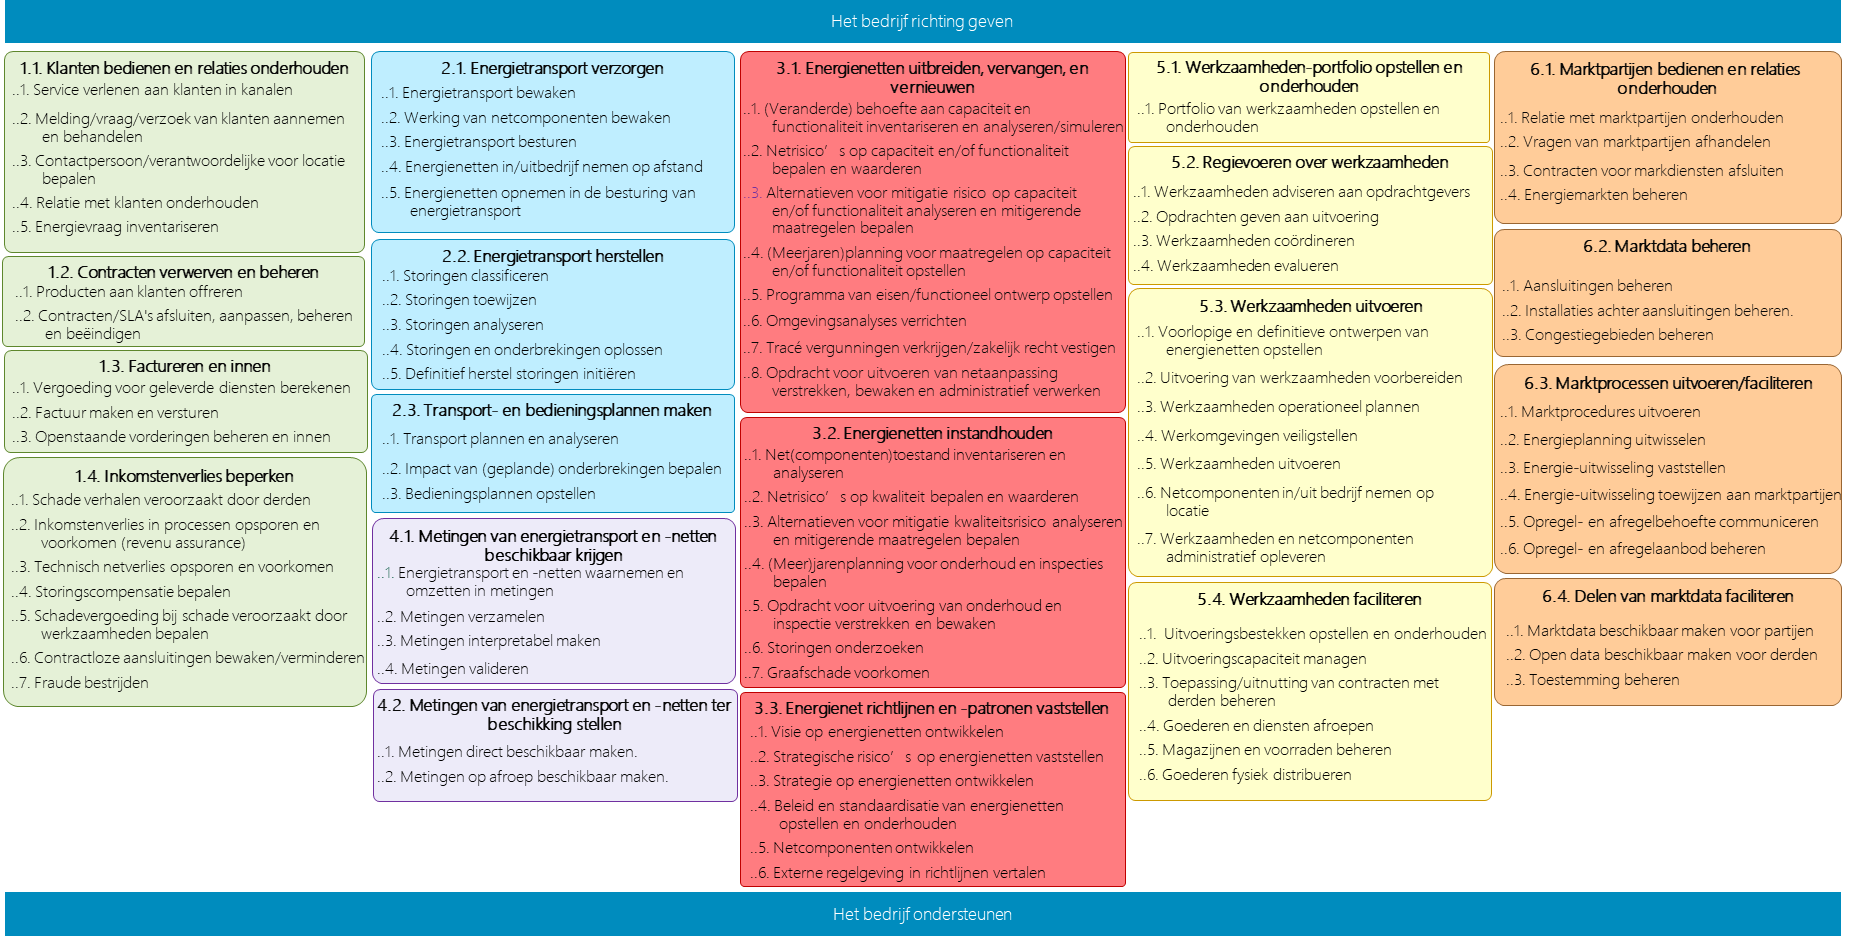 Het bedrijf richting geven
1.1. Klanten bedienen en relaties onderhouden
..1. Service verlenen aan klanten in kanalen
..2. Melding/vraag/verzoek van klanten aannemen
en behandelen
..3. Contactpersoon/verantwoordelijke voor locatie
bepalen
..4. Relatie met klanten onderhouden
..5. Energievraag inventariseren
1.2. Contracten verwerven en beheren
..1. Producten aan klanten offreren
..2. Contracten/SLA's afsluiten, aanpassen, beheren
en beëindigen
1.3. Factureren en innen
..1. Vergoeding voor geleverde diensten berekenen
..2. Factuur maken en versturen
..3. Openstaande vorderingen beheren en innen
1.4. Inkomstenverlies beperken
..1. Schade verhalen veroorzaakt door derden
..2. Inkomstenverlies in processen opsporen en
voorkomen (revenu assurance)
..3. Technisch netverlies opsporen en voorkomen
..4. Storingscompensatie bepalen
..5. Schadevergoeding bij schade veroorzaakt door
werkzaamheden bepalen
..6. Contractloze aansluitingen bewaken/verminderen
..7. Fraude bestrijden
2.1. Energietransport verzorgen
..1. Energietransport bewaken
..2. Werking van netcomponenten bewaken
..3. Energietransport besturen
..4. Energienetten in/uitbedrijf nemen op afstand
..5. Energienetten opnemen in de besturing van
energietransport
2.2. Energietransport herstellen
..1. Storingen classificeren
..2. Storingen toewijzen
..3. Storingen analyseren
..4. Storingen en onderbrekingen oplossen
..5. Definitief herstel storingen initiëren
2.3. Transport- en bedieningsplannen maken
..1. Transport plannen en analyseren
..2. Impact van (geplande) onderbrekingen bepalen
..3. Bedieningsplannen opstellen
4.1. Metingen van energietransport en -netten
beschikbaar krijgen
..1. Energietransport en -netten waarnemen en
omzetten in metingen
..2. Metingen verzamelen
..3. Metingen interpretabel maken
..4. Metingen valideren
4.2. Metingen van energietransport en -netten ter
beschikking stellen
..1. Metingen direct beschikbaar maken.
..2. Metingen op afroep beschikbaar maken.
3.1. Energienetten uitbreiden, vervangen, en
vernieuwen
..1. (Veranderde) behoefte aan capaciteit en
functionaliteit inventariseren en analyseren/simuleren
..2. Netrisico’s op capaciteit en/of functionaliteit
bepalen en waarderen
..3. Alternatieven voor mitigatie risico op capaciteit
en/of functionaliteit analyseren en mitigerende
maatregelen bepalen
..4. (Meerjaren)planning voor maatregelen op capaciteit
en/of functionaliteit opstellen
..5. Programma van eisen/functioneel ontwerp opstellen
..6. Omgevingsanalyses verrichten
..7. Tracé vergunningen verkrijgen/zakelijk recht vestigen
..8. Opdracht voor uitvoeren van netaanpassing
verstrekken, bewaken en administratief verwerken
3.2. Energienetten instandhouden
..1. Net(componenten)toestand inventariseren en
analyseren
..2. Netrisico’s op kwaliteit bepalen en waarderen
..3. Alternatieven voor mitigatie kwaliteitsrisico analyseren
en mitigerende maatregelen bepalen
..4. (Meer)jarenplanning voor onderhoud en inspecties
bepalen
..5. Opdracht voor uitvoering van onderhoud en
inspectie verstrekken en bewaken
..6. Storingen onderzoeken
..7. Graafschade voorkomen
3.3. Energienet richtlijnen en -patronen vaststellen
..1. Visie op energienetten ontwikkelen
..2. Strategische risico’s op energienetten vaststellen
..3. Strategie op energienetten ontwikkelen
..4. Beleid en standaardisatie van energienetten
opstellen en onderhouden
..5. Netcomponenten ontwikkelen
..6. Externe regelgeving in richtlijnen vertalen
5.1. Werkzaamheden-portfolio opstellen en
onderhouden
..1. Portfolio van werkzaamheden opstellen en
onderhouden
5.2. Regievoeren over werkzaamheden
..1. Werkzaamheden adviseren aan opdrachtgevers
..2. Opdrachten geven aan uitvoering
..3. Werkzaamheden coördineren
..4. Werkzaamheden evalueren
5.3. Werkzaamheden uitvoeren
..1. Voorlopige en definitieve ontwerpen van
energienetten opstellen
..2. Uitvoering van werkzaamheden voorbereiden
..3. Werkzaamheden operationeel plannen
..4. Werkomgevingen veiligstellen
..5. Werkzaamheden uitvoeren
..6. Netcomponenten in/uit bedrijf nemen op
locatie
..7. Werkzaamheden en netcomponenten
administratief opleveren
5.4. Werkzaamheden faciliteren
..1. Uitvoeringsbestekken opstellen en onderhouden
..2. Uitvoeringscapaciteit managen
..3. Toepassing/uitnutting van contracten met
derden beheren
..4. Goederen en diensten afroepen
..5. Magazijnen en voorraden beheren
..6. Goederen fysiek distribueren
6.1. Marktpartijen bedienen en relaties
onderhouden
..1. Relatie met marktpartijen onderhouden
..2. Vragen van marktpartijen afhandelen
..3. Contracten voor markdiensten afsluiten
..4. Energiemarkten beheren
6.2. Marktdata beheren
..1. Aansluitingen beheren
..2. Installaties achter aansluitingen beheren.
..3. Congestiegebieden beheren
6.3. Marktprocessen uitvoeren/faciliteren
..1. Marktprocedures uitvoeren
..2. Energieplanning uitwisselen
..3. Energie-uitwisseling vaststellen
..4. Energie-uitwisseling toewijzen aan marktpartijen
..5. Opregel- en afregelbehoefte communiceren
..6. Opregel- en afregelaanbod beheren
6.4. Delen van marktdata faciliteren
..1. Marktdata beschikbaar maken voor partijen
..2. Open data beschikbaar maken voor derden
..3. Toestemming beheren
Het bedrijf ondersteunen